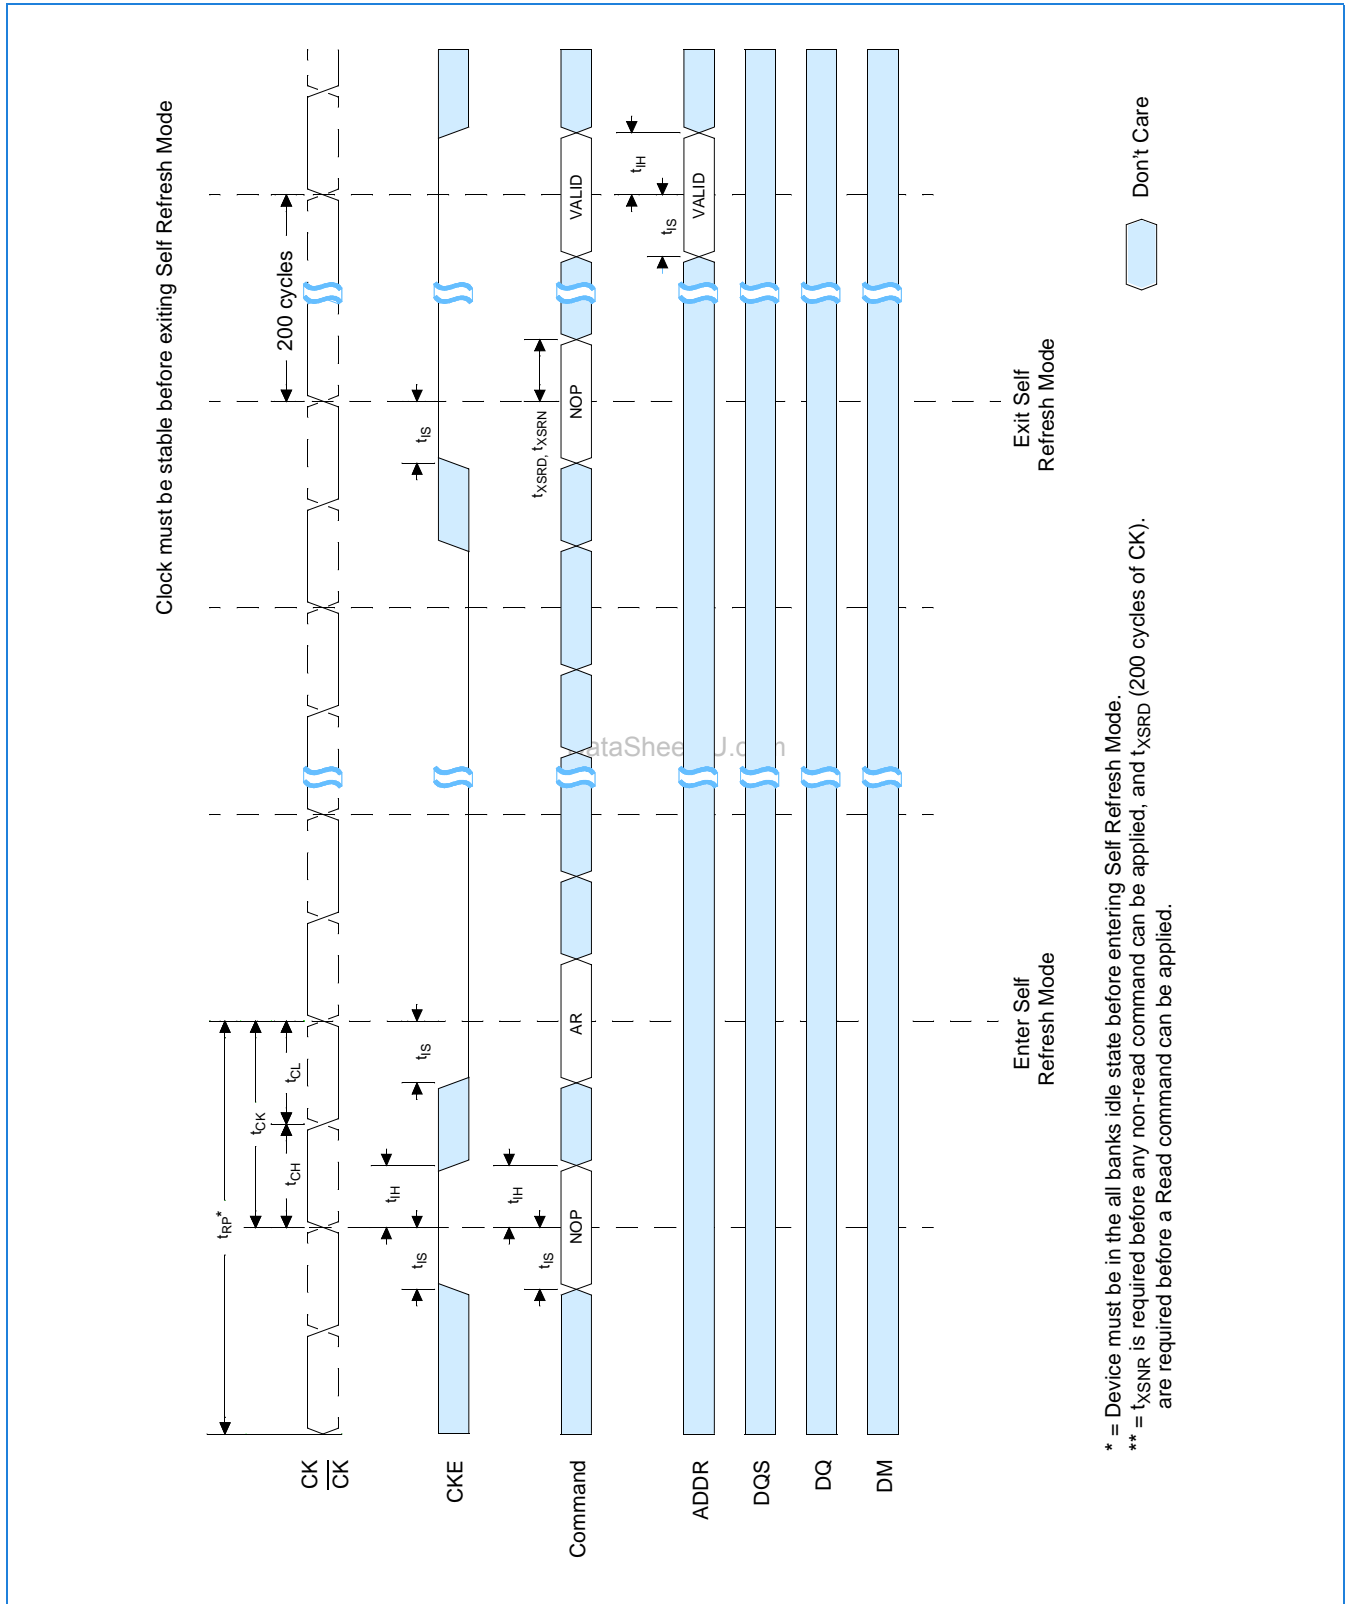 Clock must be stable before exiting Self Refresh Mode
tRP*
tCK
tCH
tCL
200 cycles
CK
CK
tIS
tIH
tIS
tIS
CKE
tIS
tIH
tXSRD, tXSRN
Command
NOP
AR
NOP
VALID
tIS
tIH
ADDR
VALID
DQS
DQ
DM
Enter Self
Refresh Mode
Exit Self
Refresh Mode
* = Device must be in the all banks idle state before entering Self Refresh Mode.
** = tXSNR is required before any non-read command can be applied, and tXSRD (200 cycles of CK).
are required before a Read command can be applied.
Don't Care